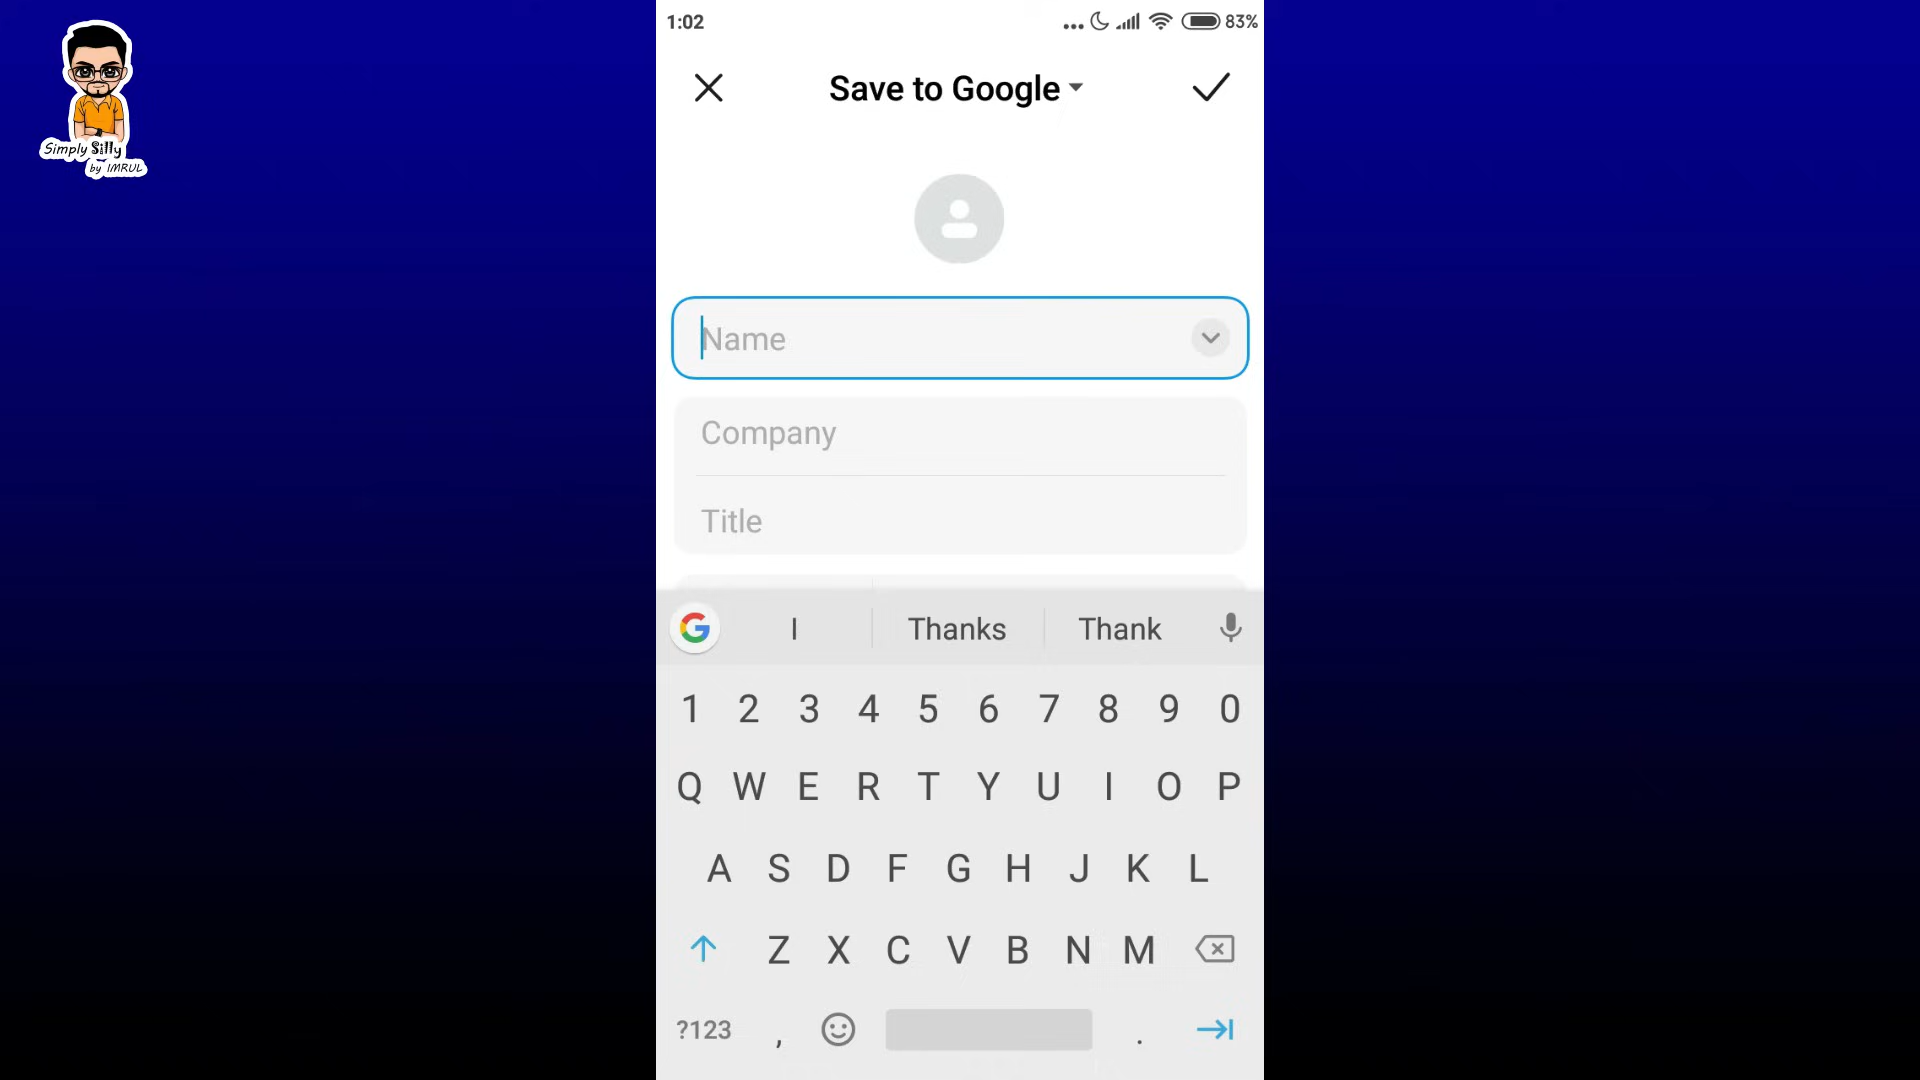 Simply Silly
by IMRUL
1:02
83%
Save to Google
Name
Company
Title
I Thanks Thank
1 2 3 4 5 6 7 8 9 0
Q W E R T Y U I O P
A S D F G H J K L
Z X C V B N M
?123 , .